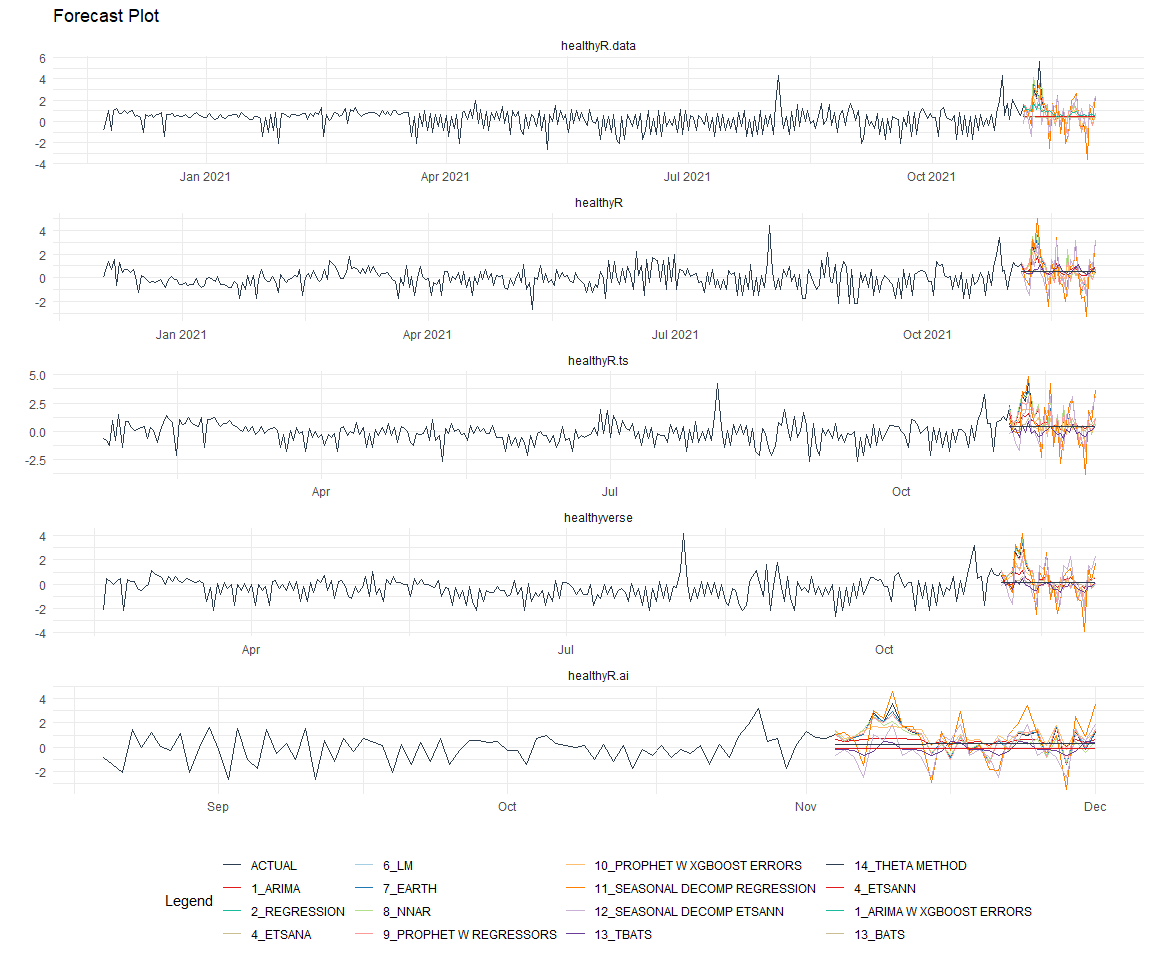 Forecast Plot
healthyR.data
6
4
2
0
-2
-4
Jan 2021 Apr 2021 Jul 2021 Oct 2021
healthyR
4
2
0
-2
Jan 2021 Apr 2021 Jul 2021 Oct 2021
healthyR.ts
5.0
2.5
0.0
-2.5
Apr Jul Oct
healthyverse
4
2
0
-2
-4
Apr Jul Oct
healthyR.ai
4
2
0
-2
Sep Oct Nov Dec
Legend
ACTUAL 6_LM 10_PROPHET W XGBOOST ERRORS 14_THETA METHOD
1_ARIMA 7_EARTH 11_SEASONAL DECOMP REGRESSION 4_ETSANN
2_REGRESSION 8_NNAR 12_SEASONAL DECOMP ETSANN 1_ARIMA W XGBOOST ERRORS
4_ETSANA 9_PROPHET W REGRESSORS 13_TBATS 13_BATS